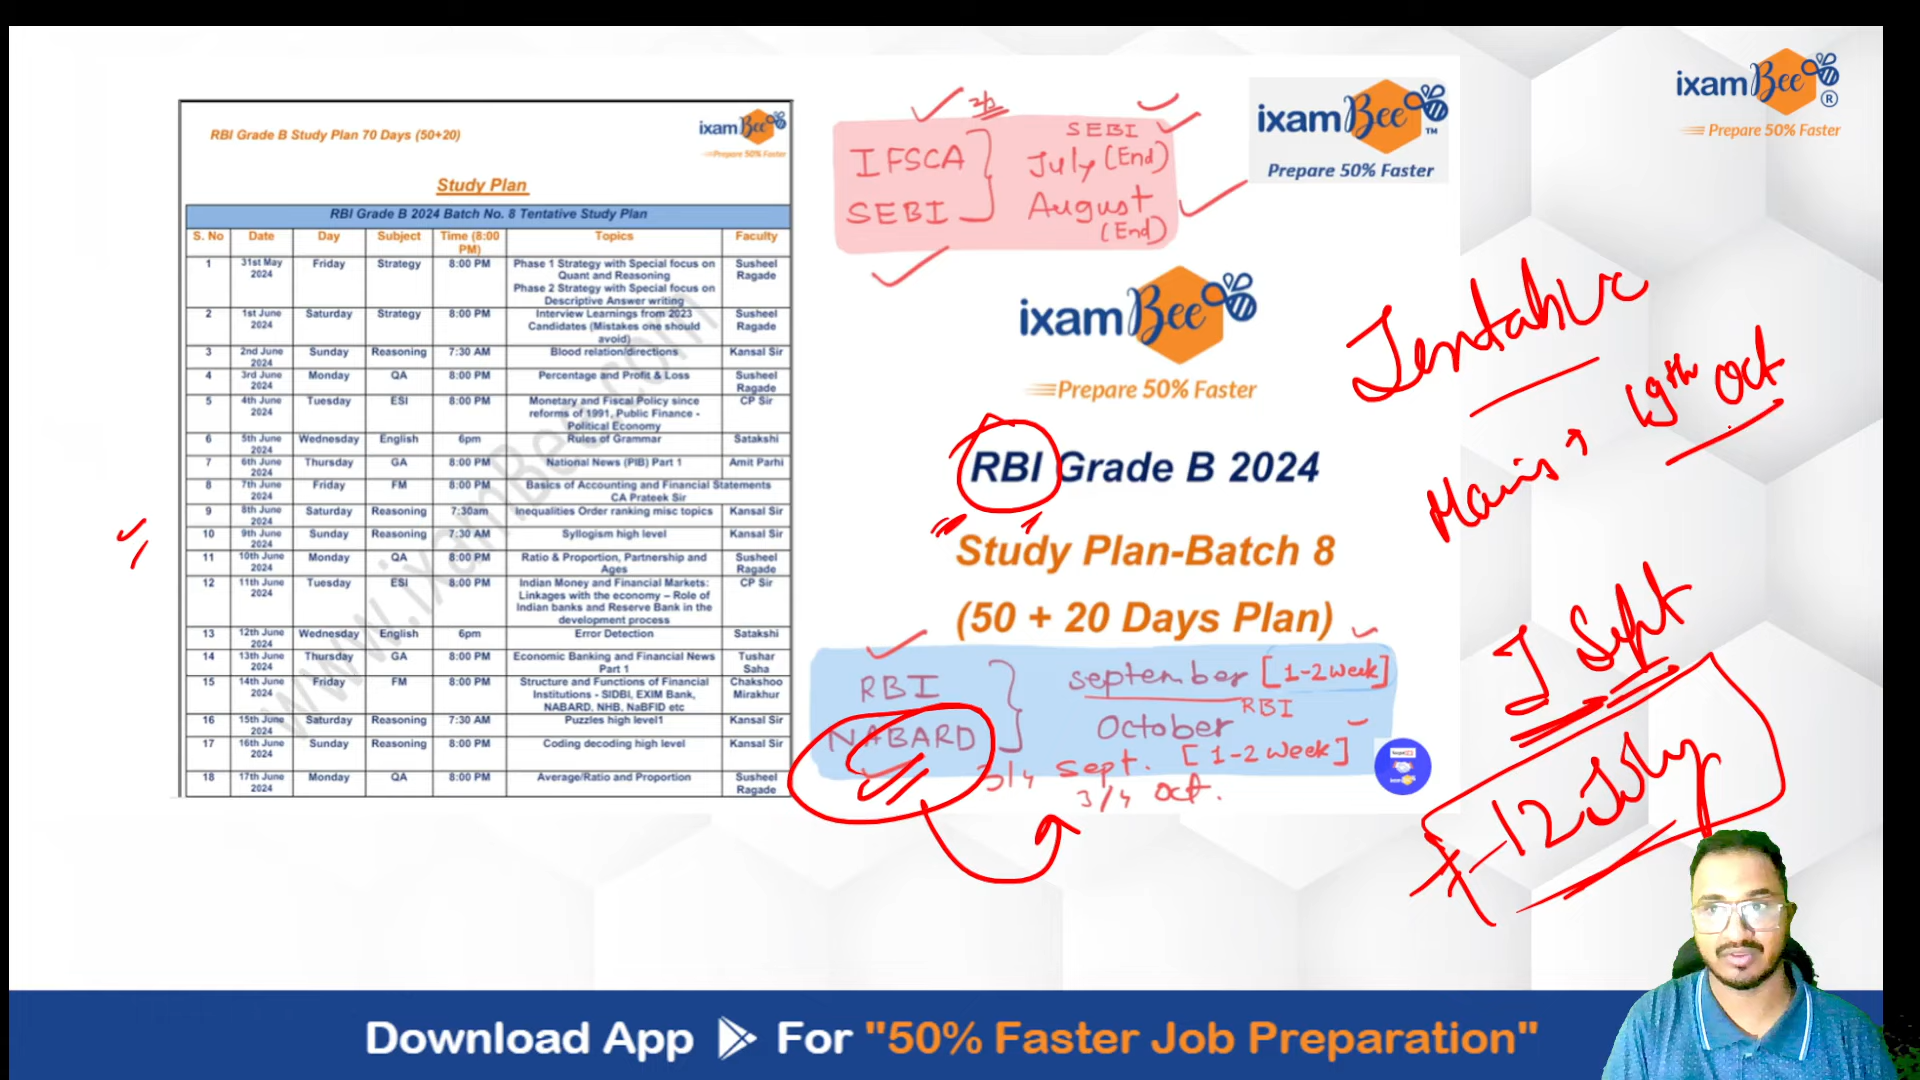 RBI Grade B Study Plan 70 Days (50+20)
ixamBee
Prepare 50% Faster
Study Plan
RBI Grade B 2024 Batch No. 8 Tentative Study Plan
S. No Date Day Subject Time (8:00 PM) Topics Faculty
1 31st May 2024 Friday Strategy 8:00 PM Phase 1 Strategy with Special focus on Quant and Reasoning Phase 2 Strategy with Special focus on Descriptive Answer writing Susheel Ragade
2 1st June 2024 Saturday Strategy 8:00 PM Interview Learnings from 2023 Candidates (Mistakes one should avoid) Susheel Ragade
3 2nd June 2024 Sunday Reasoning 7:30 AM Blood relation/directions Kansal Sir
4 3rd June 2024 Monday QA 8:00 PM Percentage and Profit & Loss Susheel Ragade
5 4th June 2024 Tuesday ESI 8:00 PM Monetary and Fiscal Policy since reforms of 1991, Public Finance - Political Economy CP Sir
6 5th June 2024 Wednesday English 6pm Rules of Grammar Satakshi
7 6th June 2024 Thursday GA 8:00 PM National News (PIB) Part 1 Amit Parhi
8 7th June 2024 Friday FM 8:00 PM Basics of Accounting and Financial Statements CA Prateek Sir
9 8th June 2024 Saturday Reasoning 7:30am Inequalities Order ranking misc topics Kansal Sir
10 9th June 2024 Sunday Reasoning 7:30 AM Syllogism high level Kansal Sir
11 10th June 2024 Monday QA 8:00 PM Ratio & Proportion, Partnership and Ages Susheel Ragade
12 11th June 2024 Tuesday ESI 8:00 PM Indian Money and Financial Markets: Linkages with the economy – Role of Indian banks and Reserve Bank in the development process CP Sir
13 12th June 2024 Wednesday English 6pm Error Detection Satakshi
14 13th June 2024 Thursday GA 8:00 PM Economic Banking and Financial News Part 1 Tushar Saha
15 14th June 2024 Friday FM 8:00 PM Structure and Functions of Financial Institutions - SIDBI, EXIM Bank, NABARD, NHB, NaBFID etc Chakshoo Mirakhur
16 15th June 2024 Saturday Reasoning 7:30 AM Puzzles high level1 Kansal Sir
17 16th June 2024 Sunday Reasoning 8:00 PM Coding decoding high level Kansal Sir
18 17th June 2024 Monday QA 8:00 PM Average/Ratio and Proportion Susheel Ragade
www.ixamBee.com
IFSCA
SEBI
SEBI
July (End)
August
(End)
ixamBee™
Prepare 50% Faster
ixamBee®
Prepare 50% Faster
ixamBee
Prepare 50% Faster
RBI Grade B 2024
Study Plan-Batch 8
(50 + 20 Days Plan)
RBI
NABARD
september [1-2 week]
RBI
October
[1-2 week]
3/4 Sept.
3/4 Oct.
Tentative
Mains → 19th Oct
I Sept
12 July
Download App For "50% Faster Job Preparation"